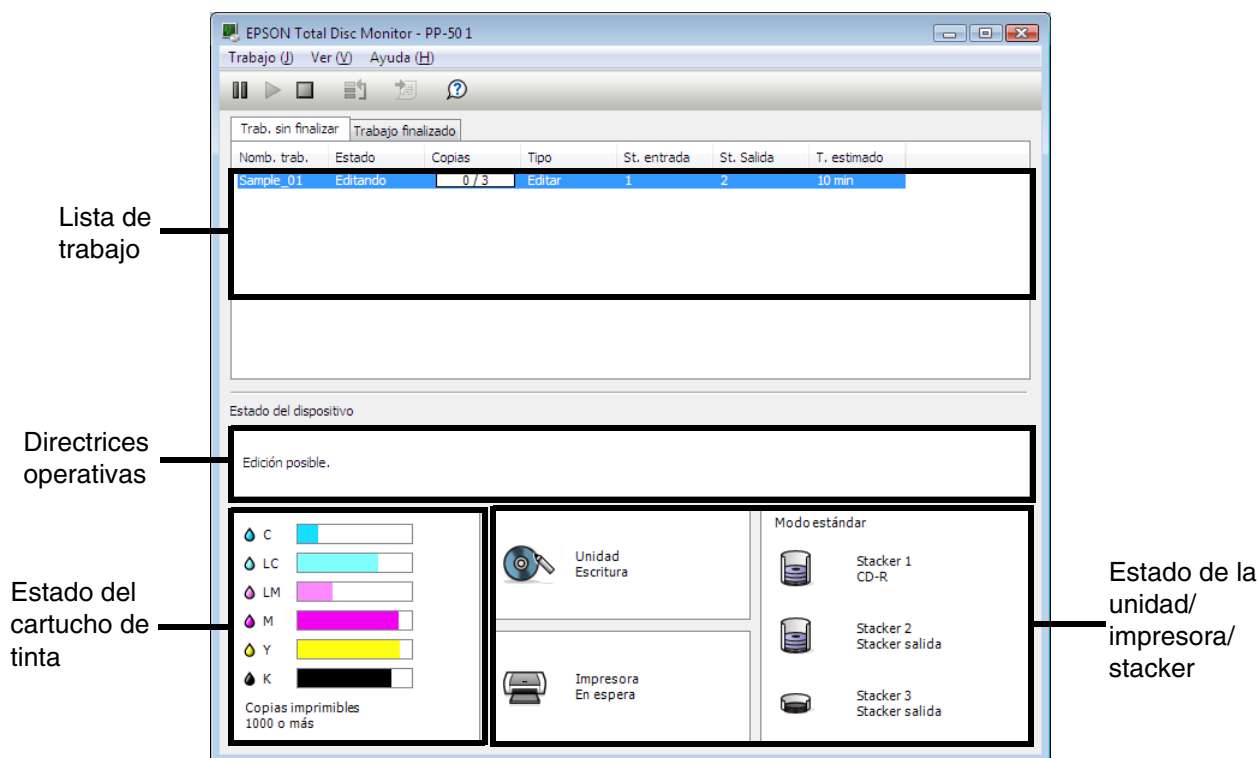 EPSON Total Disc Monitor - PP-50 1
Trabajo (J) Ver (V) Ayuda (H)
Trab. sin finalizar Trabajo finalizado
Nomb. trab. Estado Copias Tipo St. entrada St. Salida T. estimado
Sample_01 Editando 0 / 3 Editar 1 2 10 min
Lista de
trabajo
Estado del dispositivo
Directrices
operativas
Edición posible.
Estado del
cartucho de
tinta
C
LC
LM
M
Y
K
Copias imprimibles
1000 o más
Unidad
Escritura
Impresora
En espera
Modo estándar
Stacker 1
CD-R
Stacker 2
Stacker salida
Stacker 3
Stacker salida
Estado de la
unidad/
impresora/
stacker